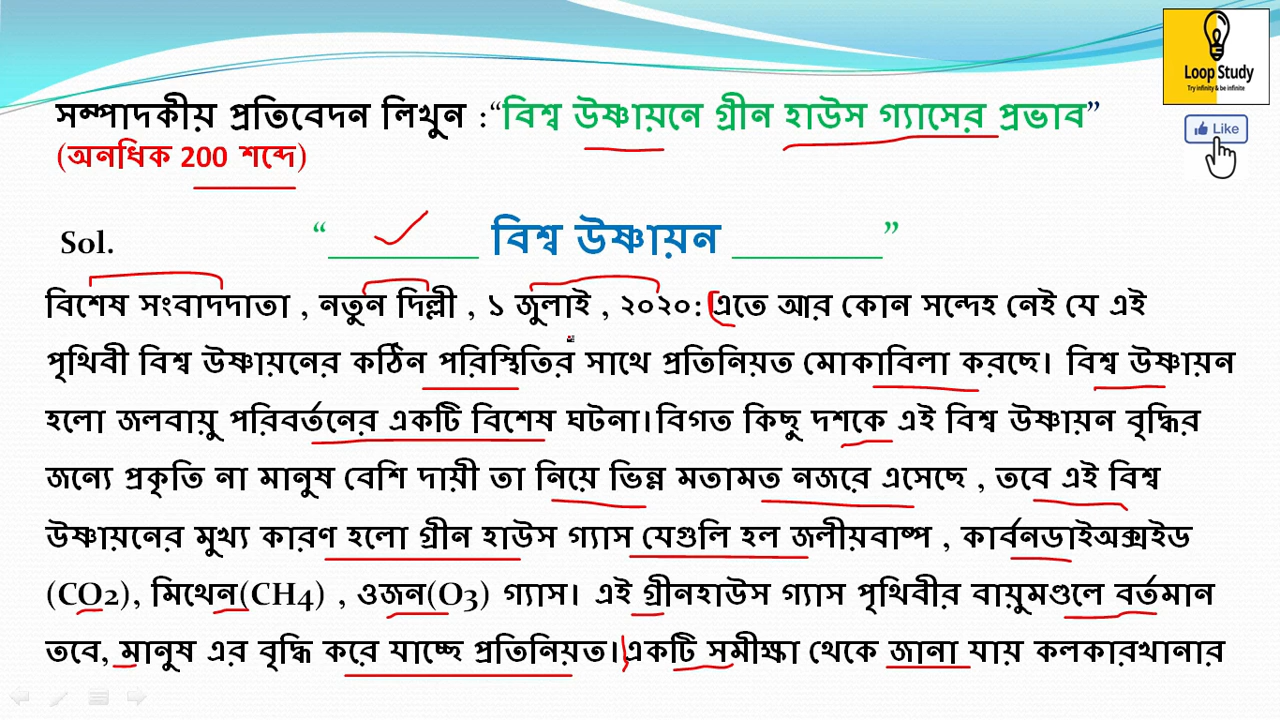 Loop Study
Try infinity & be infinite
Like
সম্পাদকীয় প্রতিবেদন লিখুন :“বিশ্ব উষ্ণায়নে গ্রীন হাউস গ্যাসের প্রভাব”
(অনধিক 200 শব্দে)
Sol. “_________ বিশ্ব উষ্ণায়ন _________”
বিশেষ সংবাদদাতা , নতুন দিল্লী , ১ জুলাই , ২০২০: এতে আর কোন সন্দেহ নেই যে এই
পৃথিবী বিশ্ব উষ্ণায়নের কঠিন পরিস্থিতির সাথে প্রতিনিয়ত মোকাবিলা করছে। বিশ্ব উষ্ণায়ন
হলো জলবায়ু পরিবর্তনের একটি বিশেষ ঘটনা।বিগত কিছু দশকে এই বিশ্ব উষ্ণায়ন বৃদ্ধির
জন্যে প্রকৃতি না মানুষ বেশি দায়ী তা নিয়ে ভিন্ন মতামত নজরে এসেছে , তবে এই বিশ্ব
উষ্ণায়নের মুখ্য কারণ হলো গ্রীন হাউস গ্যাস যেগুলি হল জলীয়বাষ্প , কার্বনডাইঅক্সইড
(CO2), মিথেন(CH4) , ওজন(O3) গ্যাস। এই গ্রীনহাউস গ্যাস পৃথিবীর বায়ুমণ্ডলে বর্তমান
তবে, মানুষ এর বৃদ্ধি করে যাচ্ছে প্রতিনিয়ত।একটি সমীক্ষা থেকে জানা যায় কলকারখানার